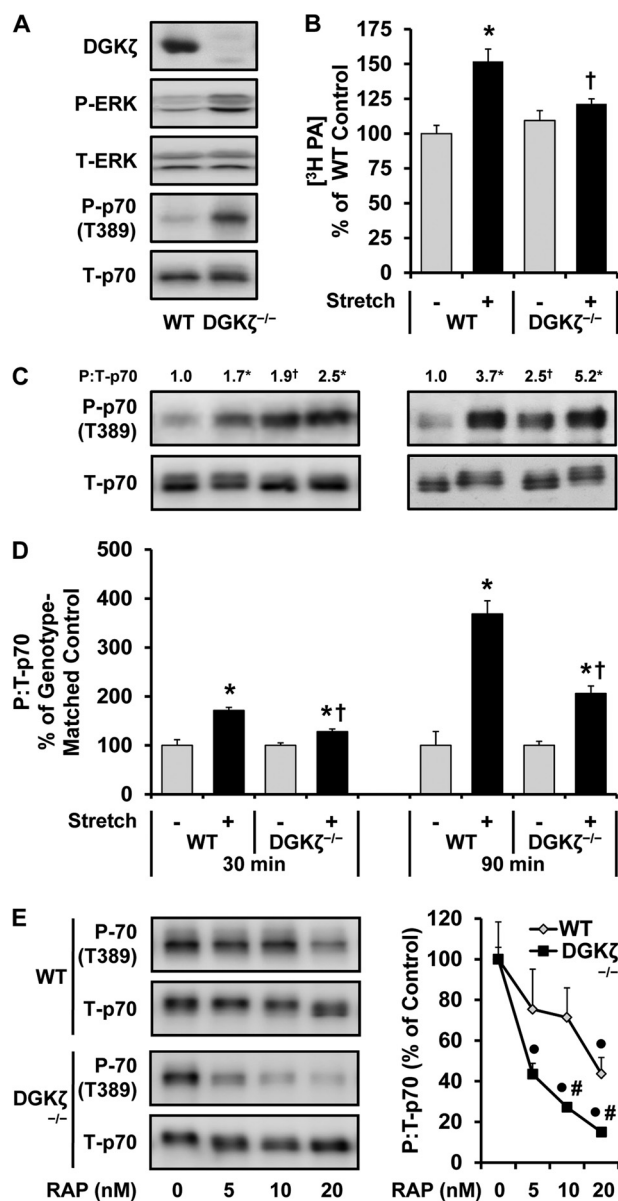 A
DGKζ
P-ERK
T-ERK
P-p70
(T389)
T-p70
WT DGKζ–/–
B
[³H PA]
% of WT Control
175
150
125
100
75
50
25
0
*
†
Stretch - + - +
WT DGKζ–/–
C
P:T-p70 1.0 1.7* 1.9† 2.5* 1.0 3.7* 2.5† 5.2*
P-p70
(T389)
T-p70
D
P:T-p70
% of Genotype-
Matched Control
500
400
300
200
100
0
* *† * *†
Stretch - + - + - + - +
WT DGKζ–/– WT DGKζ–/–
30 min 90 min
E
WT
P-70
(T389)
T-p70
DGKζ
–/–
P-70
(T389)
T-p70
RAP (nM) 0 5 10 20
P:T-p70 (% of Control)
120
100
80
60
40
20
0
WT
DGKζ
–/–
● ● # ● ● #
RAP (nM) 0 5 10 20